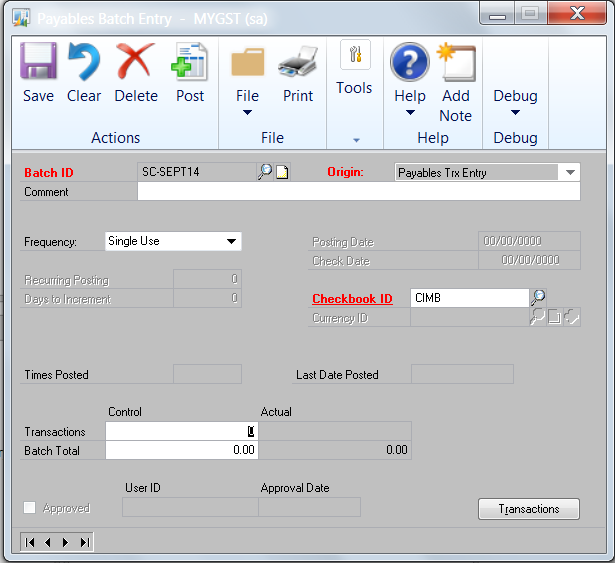 Payables Batch Entry - MYGST (sa)
Save Clear Delete Post File Print Tools Help Add Note Debug
Actions File Help Debug
Batch ID SC-SEPT14 Origin: Payables Trx Entry
Comment
Frequency: Single Use Posting Date 00/00/0000
Check Date 00/00/0000
Recurring Posting 0
Days to Increment 0 Checkbook ID CIMB
Currency ID
Times Posted Last Date Posted
Control Actual
Transactions 0
Batch Total 0.00 0.00
User ID Approval Date
Approved Transactions